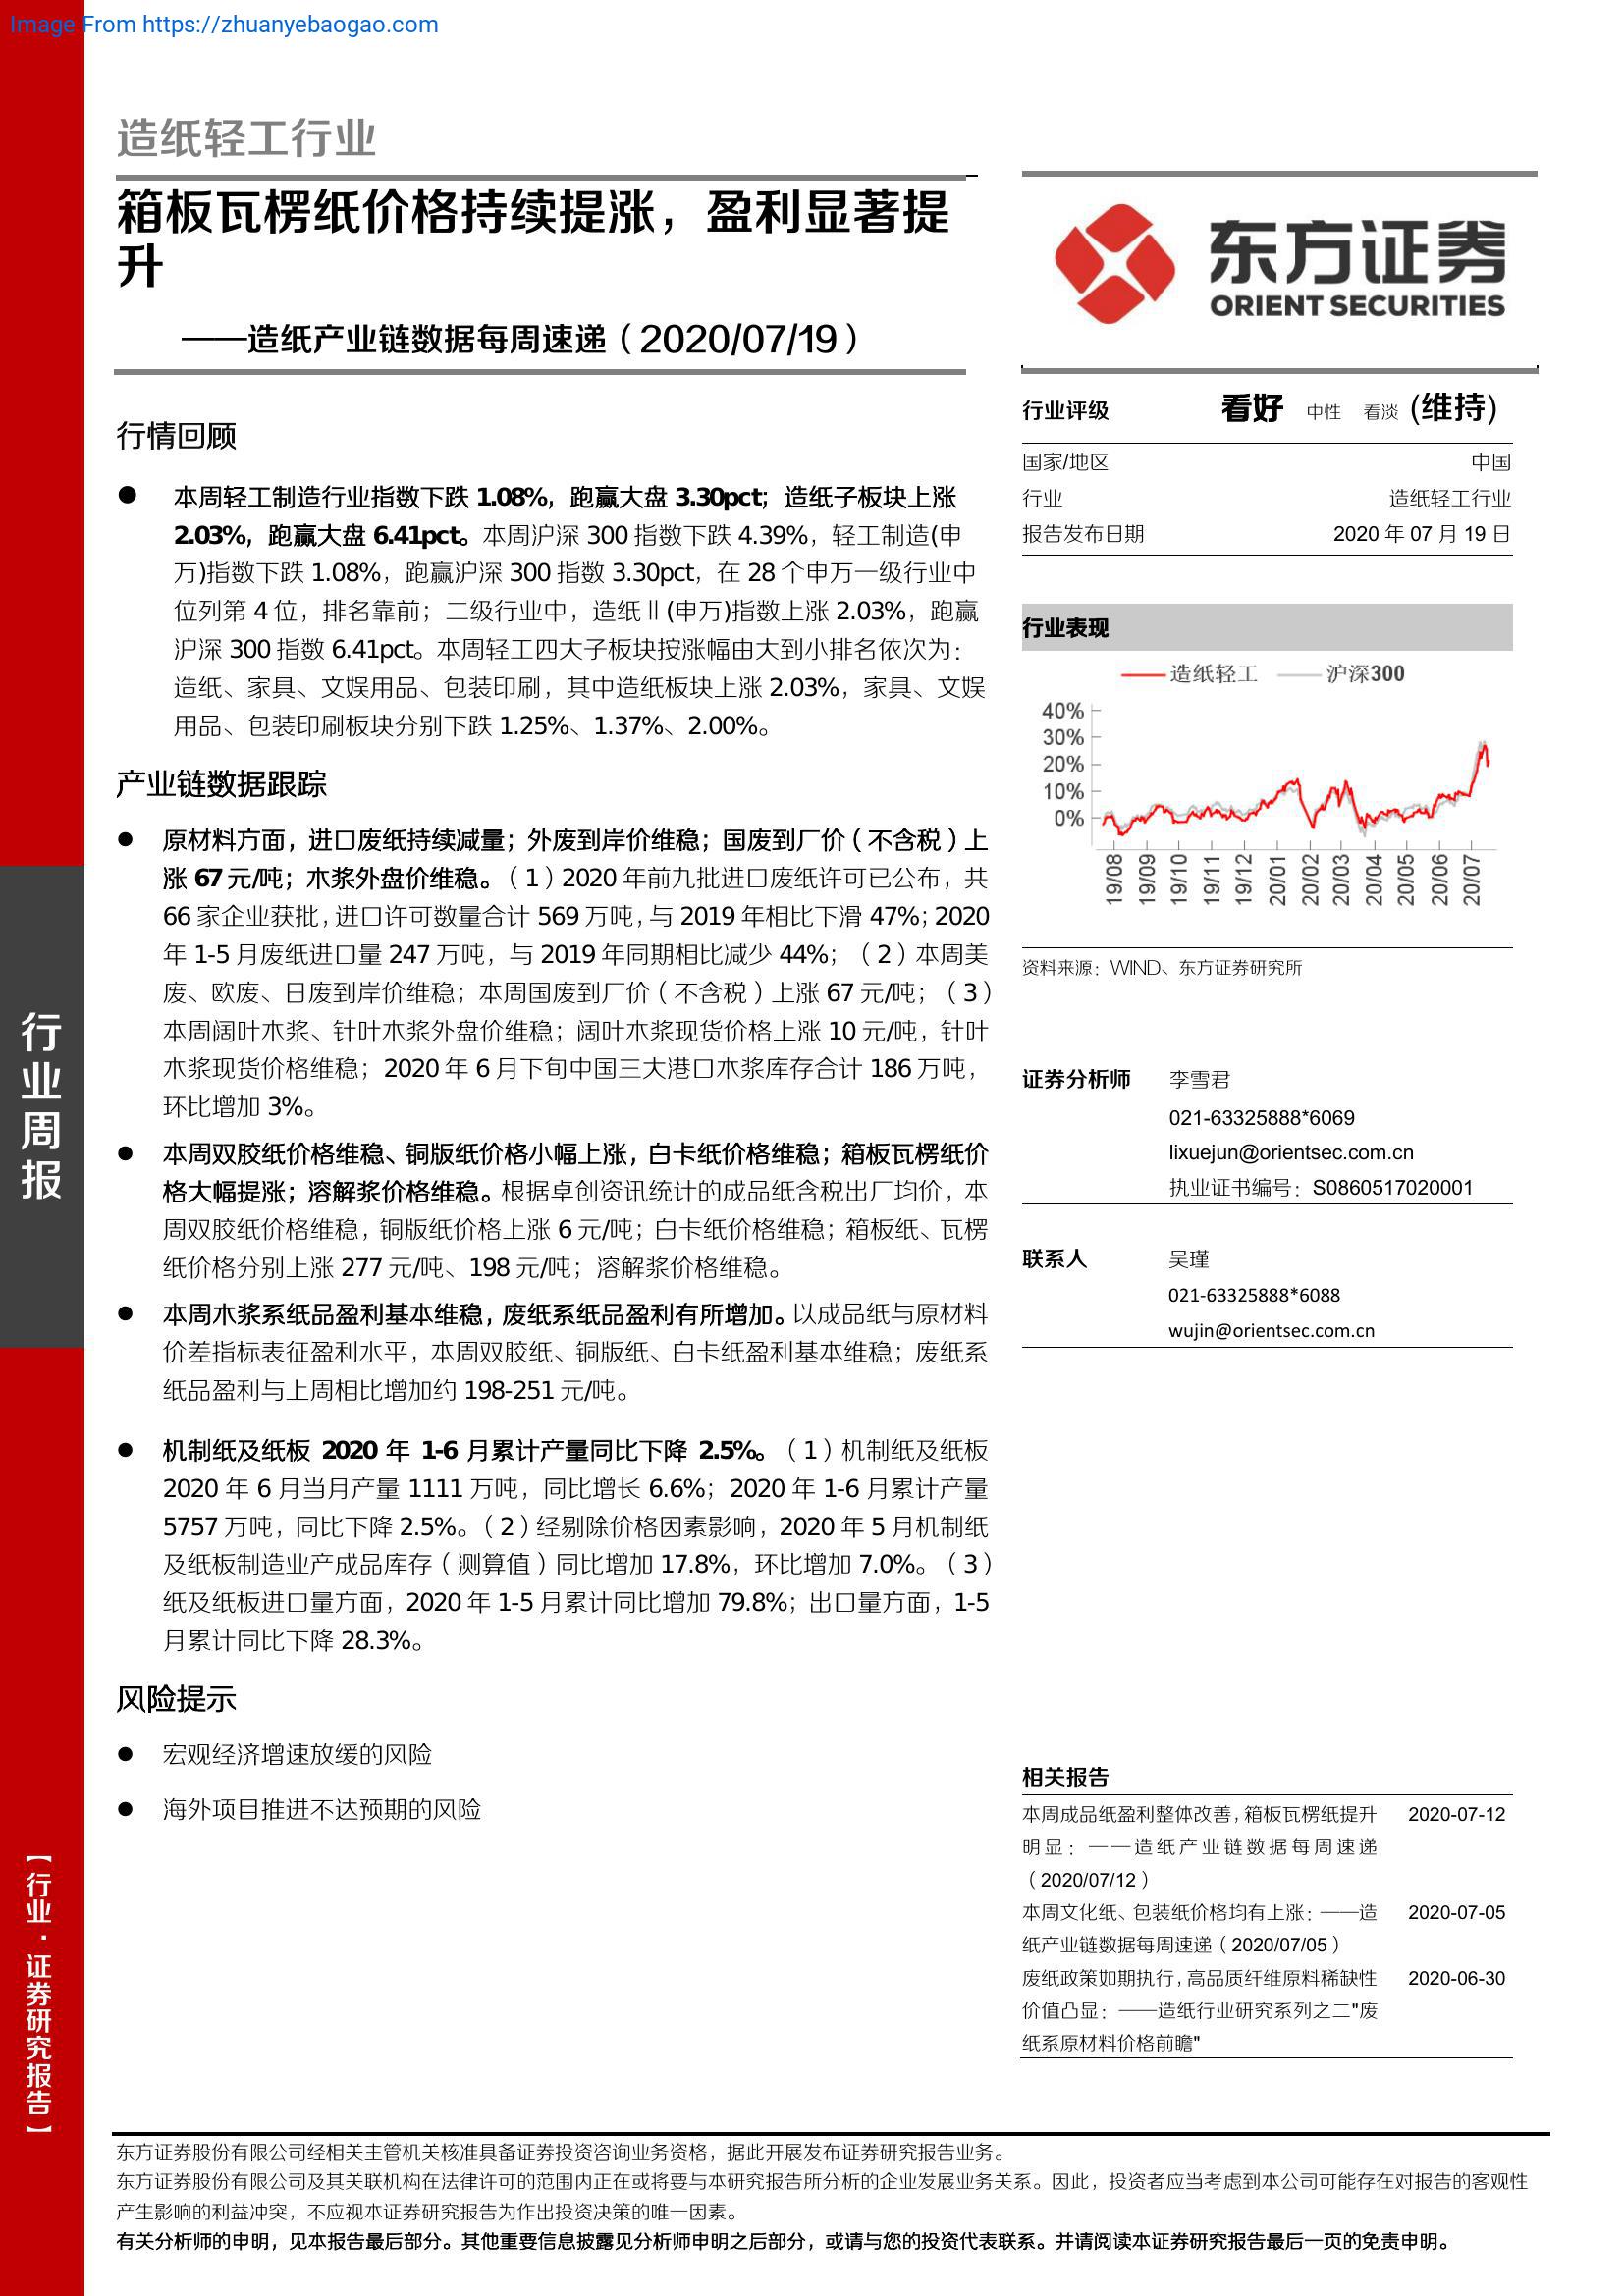 Image From https://zhuanyebaogao.com
造纸轻工行业
箱板瓦楞纸价格持续提涨，盈利显著提
升
——造纸产业链数据每周速递（2020/07/19）
行情回顾
● 本周轻工制造行业指数下跌 1.08%，跑赢大盘 3.30pct；造纸子板块上涨
2.03%，跑赢大盘 6.41pct。本周沪深 300 指数下跌 4.39%，轻工制造(申
万)指数下跌 1.08%，跑赢沪深 300 指数 3.30pct，在 28 个申万一级行业中
位列第 4 位，排名靠前；二级行业中，造纸Ⅱ(申万)指数上涨 2.03%，跑赢
沪深 300 指数 6.41pct。本周轻工四大子板块按涨幅由大到小排名依次为：
造纸、家具、文娱用品、包装印刷，其中造纸板块上涨 2.03%，家具、文娱
用品、包装印刷板块分别下跌 1.25%、1.37%、2.00%。
产业链数据跟踪
● 原材料方面，进口废纸持续减量；外废到岸价维稳；国废到厂价（不含税）上
涨 67 元/吨；木浆外盘价维稳。（1）2020 年前九批进口废纸许可已公布，共
66 家企业获批，进口许可数量合计 569 万吨，与 2019 年相比下滑 47%；2020
年 1-5 月废纸进口量 247 万吨，与 2019 年同期相比减少 44%；（2）本周美
废、欧废、日废到岸价维稳；本周国废到厂价（不含税）上涨 67 元/吨；（3）
本周阔叶木浆、针叶木浆外盘价维稳；阔叶木浆现货价格上涨 10 元/吨，针叶
木浆现货价格维稳；2020 年 6 月下旬中国三大港口木浆库存合计 186 万吨，
环比增加 3%。
● 本周双胶纸价格维稳、铜版纸价格小幅上涨，白卡纸价格维稳；箱板瓦楞纸价
格大幅提涨；溶解浆价格维稳。根据卓创资讯统计的成品纸含税出厂均价，本
周双胶纸价格维稳，铜版纸价格上涨 6 元/吨；白卡纸价格维稳；箱板纸、瓦楞
纸价格分别上涨 277 元/吨、198 元/吨；溶解浆价格维稳。
● 本周木浆系纸品盈利基本维稳，废纸系纸品盈利有所增加。以成品纸与原材料
价差指标表征盈利水平，本周双胶纸、铜版纸、白卡纸盈利基本维稳；废纸系
纸品盈利与上周相比增加约 198-251 元/吨。
● 机制纸及纸板 2020 年 1-6 月累计产量同比下降 2.5%。（1）机制纸及纸板
2020 年 6 月当月产量 1111 万吨，同比增长 6.6%；2020 年 1-6 月累计产量
5757 万吨，同比下降 2.5%。（2）经剔除价格因素影响，2020 年 5 月机制纸
及纸板制造业产成品库存（测算值）同比增加 17.8%，环比增加 7.0%。（3）
纸及纸板进口量方面，2020 年 1-5 月累计同比增加 79.8%；出口量方面，1-5
月累计同比下降 28.3%。
风险提示
● 宏观经济增速放缓的风险
● 海外项目推进不达预期的风险
东方证券
ORIENT SECURITIES
行业评级 看好 中性 看淡 (维持)
国家/地区 中国
行业 造纸轻工行业
报告发布日期 2020 年 07 月 19 日
行业表现
造纸轻工 沪深300
40%
30%
20%
10%
0%
19/08 19/09 19/10 19/11 19/12 20/01 20/02 20/03 20/04 20/05 20/06 20/07
资料来源：WIND、东方证券研究所
证券分析师 李雪君
021-63325888*6069
lixuejun@orientsec.com.cn
执业证书编号：S0860517020001
联系人 吴瑾
021-63325888*6088
wujin@orientsec.com.cn
相关报告
本周成品纸盈利整体改善，箱板瓦楞纸提升 2020-07-12
明显：——造纸产业链数据每周速递
（2020/07/12）
本周文化纸、包装纸价格均有上涨：——造 2020-07-05
纸产业链数据每周速递（2020/07/05）
废纸政策如期执行，高品质纤维原料稀缺性 2020-06-30
价值凸显：——造纸行业研究系列之二"废
纸系原材料价格前瞻"
行业周报
【行业·证券研究报告】
东方证券股份有限公司经相关主管机关核准具备证券投资咨询业务资格，据此开展发布证券研究报告业务。
东方证券股份有限公司及其关联机构在法律许可的范围内正在或将要与本研究报告所分析的企业发展业务关系。因此，投资者应当考虑到本公司可能存在对报告的客观性
产生影响的利益冲突，不应视本证券研究报告为作出投资决策的唯一因素。
有关分析师的申明，见本报告最后部分。其他重要信息披露见分析师申明之后部分，或请与您的投资代表联系。并请阅读本证券研究报告最后一页的免责申明。